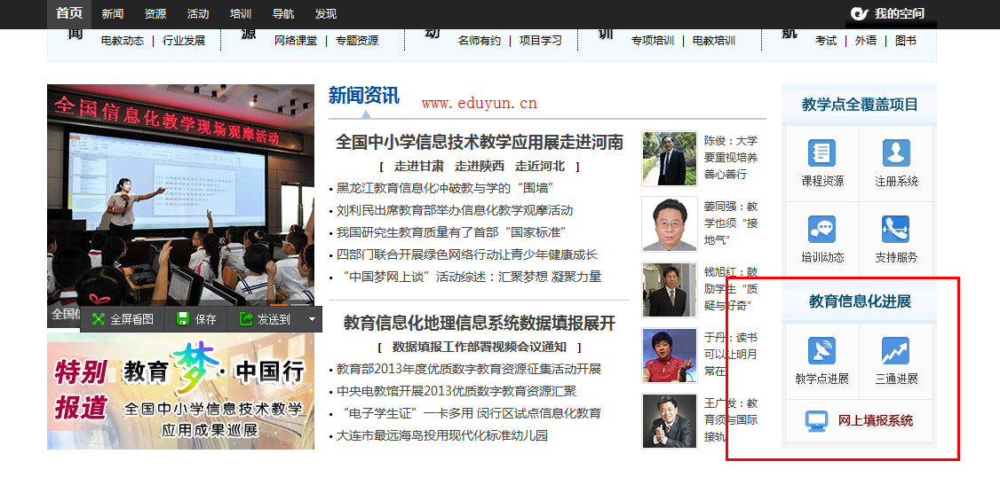 首页 新闻 资源 活动 培训 导航 发现 我的空间
闻 电教动态 | 行业发展 源 网络课堂 | 专题资源 动 名师有约 | 项目学习 训 专项培训 | 电教培训 航 考试 | 外语 | 图书
全国信息化教学现场观摩活动
全国信
全屏看图 保存 发送到
特别报道
教育梦·中国行
全国中小学信息技术教学
应用成果巡展
新闻资讯 www.eduyun.cn
全国中小学信息技术教学应用展走进河南
[ 走进甘肃 走进陕西 走近河北 ]
• 黑龙江教育信息化冲破教与学的“围墙”
• 刘利民出席教育部举办信息化教学观摩活动
• 我国研究生教育质量有了首部“国家标准”
• 四部门联合开展绿色网络行动让青少年健康成长
• “中国梦网上谈”活动综述：汇聚梦想 凝聚力量
教育信息化地理信息系统数据填报展开
[ 数据填报工作部署视频会议通知 ]
• 教育部2013年度优质数字教育资源征集活动开展
• 中央电教馆开展2013优质数字教育资源汇聚
• “电子学生证”一卡多用 闵行区试点信息化教育
• 大连市最远海岛投用现代化标准幼儿园
陈俊：大学
要重视培养
善心善行
姜同强：教
学也须“接
地气”
钱旭红：鼓
励学生“质
疑与好奇”
于丹：读书
可以让明月
常在
王广发：教
育须与国际
接轨
教学点全覆盖项目
课程资源 注册系统
培训动态 支持服务
教育信息化进展
教学点进展 三通进展
网上填报系统